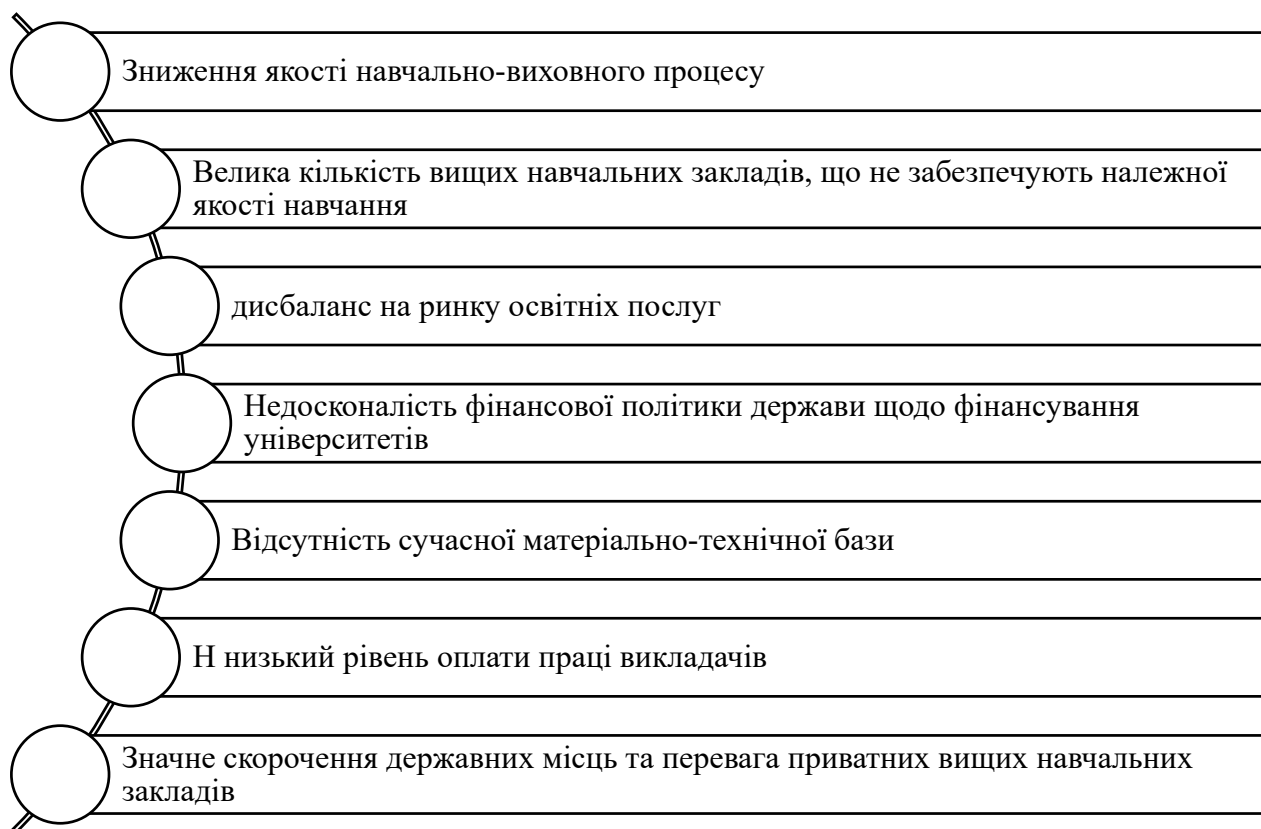 Зниження якості навчально-виховного процесу
Велика кількість вищих навчальних закладів, що не забезпечують належної
якості навчання
дисбаланс на ринку освітніх послуг
Недосконалість фінансової політики держави щодо фінансування
університетів
Відсутність сучасної матеріально-технічної бази
Н низький рівень оплати праці викладачів
Значне скорочення державних місць та перевага приватних вищих навчальних
закладів